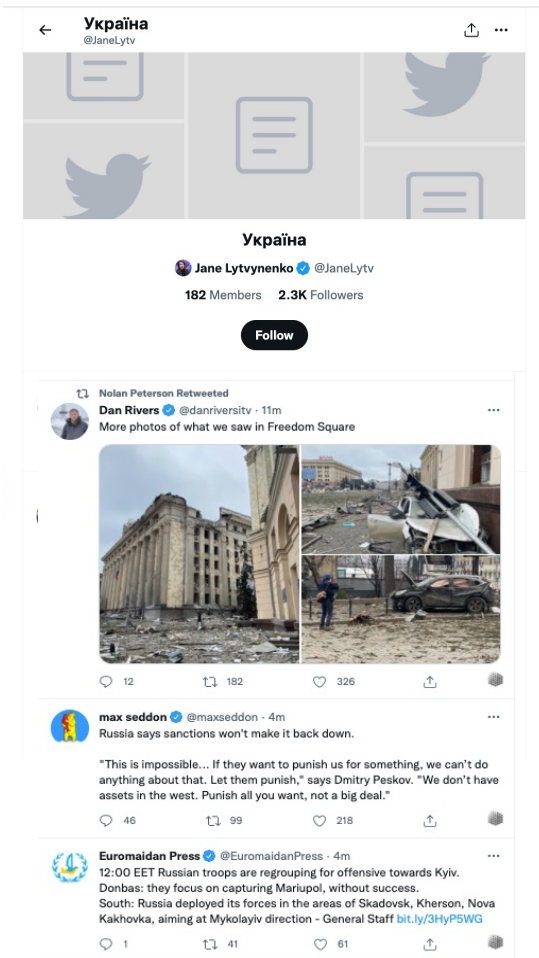 Україна
@JaneLytv
Україна
Jane Lytvynenko @JaneLytv
182 Members 2.3K Followers
Follow
Nolan Peterson Retweeted
Dan Rivers @danriversitv · 11m
More photos of what we saw in Freedom Square
12 182 326
max seddon @maxseddon · 4m
Russia says sanctions won't make it back down.
"This is impossible... If they want to punish us for something, we can't do
anything about that. Let them punish," says Dmitry Peskov. "We don't have
assets in the west. Punish all you want, not a big deal."
46 99 218
Euromaidan Press @EuromaidanPress · 4m
12:00 EET Russian troops are regrouping for offensive towards Kyiv.
Donbas: they focus on capturing Mariupol, without success.
South: Russia deployed its forces in the areas of Skadovsk, Kherson, Nova
Kakhovka, aiming at Mykolayiv direction - General Staff bit.ly/3HyP5WG
1 41 61